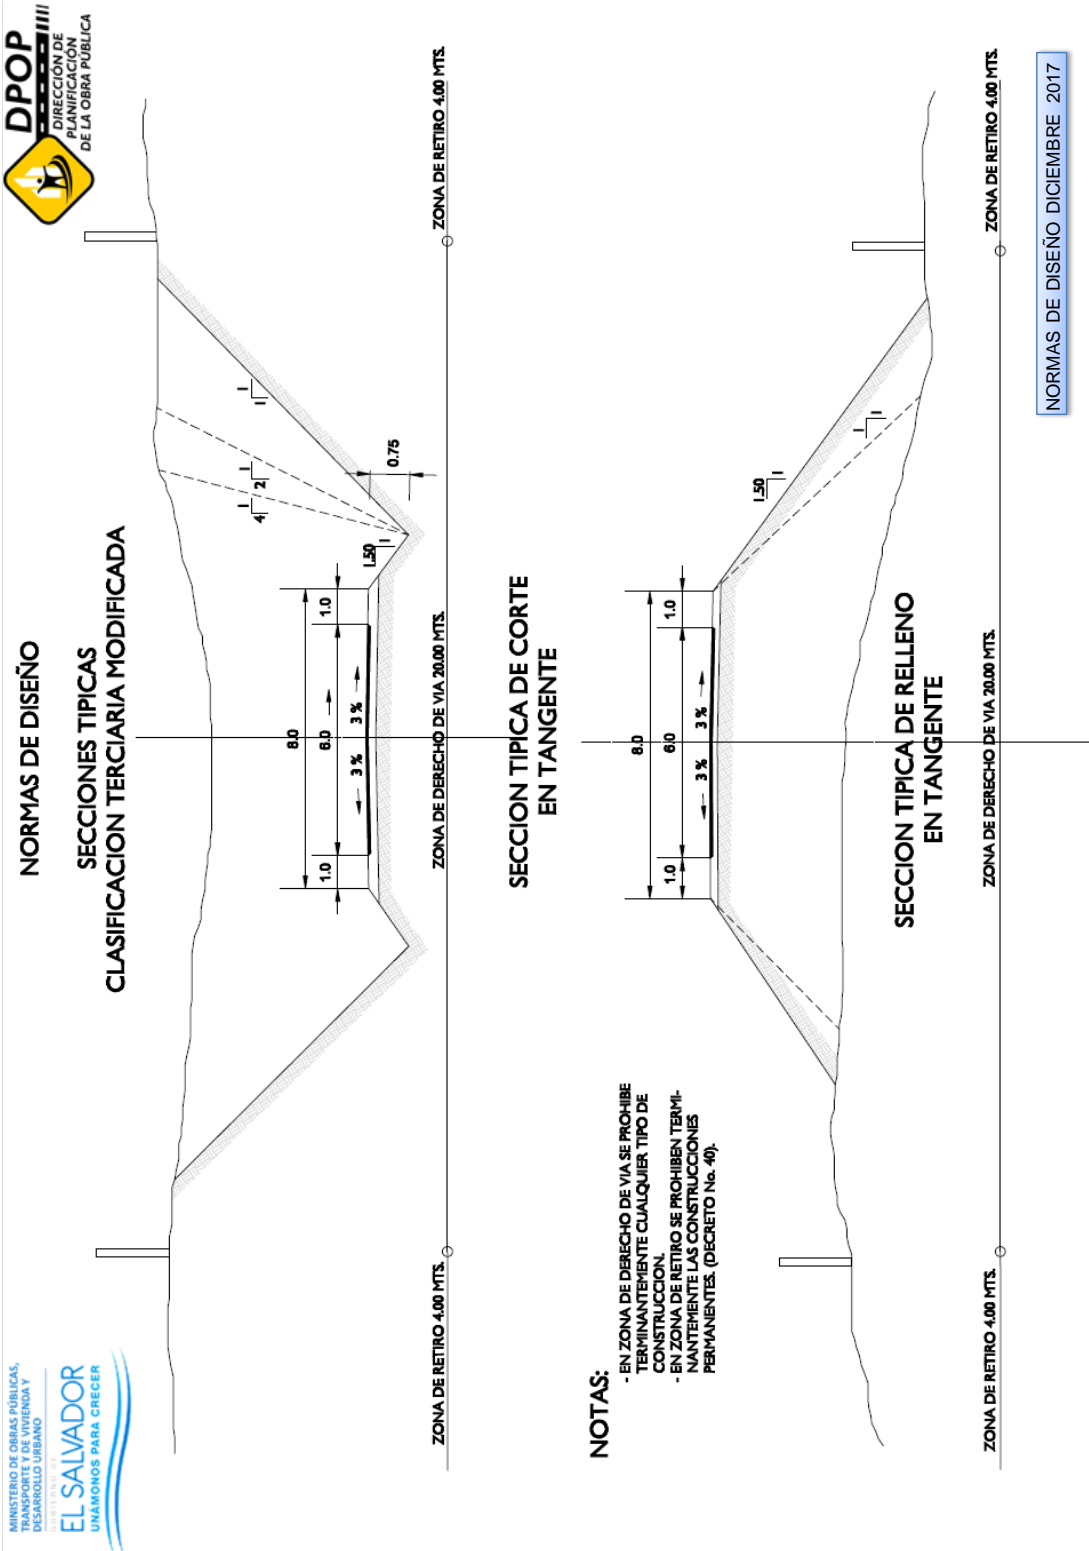 MINISTERIO DE OBRAS PÚBLICAS,
TRANSPORTE Y DE VIVIENDA Y
DESARROLLO URBANO
GOBIERNO DE
EL SALVADOR
UNÁMONOS PARA CRECER
NORMAS DE DISEÑO
SECCIONES TIPICAS
CLASIFICACION TERCIARIA MODIFICADA
DPOP
DIRECCIÓN DE
PLANIFICACIÓN
DE LA OBRA PÚBLICA
4
1
2
1
1
1
8.0
1.0
6.0
1.0
3 %
3 %
1.50
1
0.75
ZONA DE RETIRO 4.00 MTS.
ZONA DE DERECHO DE VIA 20.00 MTS.
ZONA DE RETIRO 4.00 MTS.
SECCION TIPICA DE CORTE
EN TANGENTE
NOTAS:
- EN ZONA DE DERECHO DE VIA SE PROHIBE
TERMINANTEMENTE CUALQUIER TIPO DE
CONSTRUCCION.
- EN ZONA DE RETIRO SE PROHIBEN TERMI-
NANTEMENTE LAS CONSTRUCCIONES
PERMANENTES. (DECRETO No. 40).
8.0
1.0
6.0
1.0
3 %
3 %
1.50
1
1
1
SECCION TIPICA DE RELLENO
EN TANGENTE
ZONA DE RETIRO 4.00 MTS.
ZONA DE DERECHO DE VIA 20.00 MTS.
ZONA DE RETIRO 4.00 MTS.
NORMAS DE DISEÑO DICIEMBRE 2017